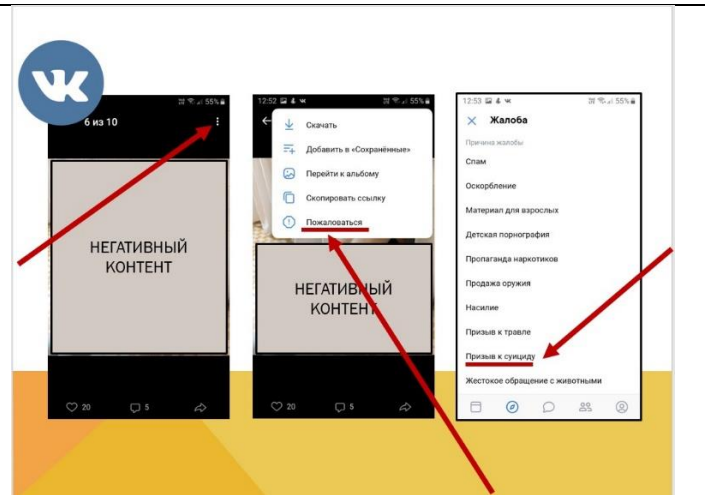 VK
55%
6 из 10
НЕГАТИВНЫЙ
КОНТЕНТ
20
5
12:52
55%
Скачать
Добавить в «Сохранённые»
Перейти к альбому
Скопировать ссылку
Пожаловаться
НЕГАТИВНЫЙ
КОНТЕНТ
20
5
12:53
55%
Жалоба
Причина жалобы
Спам
Оскорбление
Материал для взрослых
Детская порнография
Пропаганда наркотиков
Продажа оружия
Насилие
Призыв к травле
Призыв к суициду
Жестокое обращение с животными